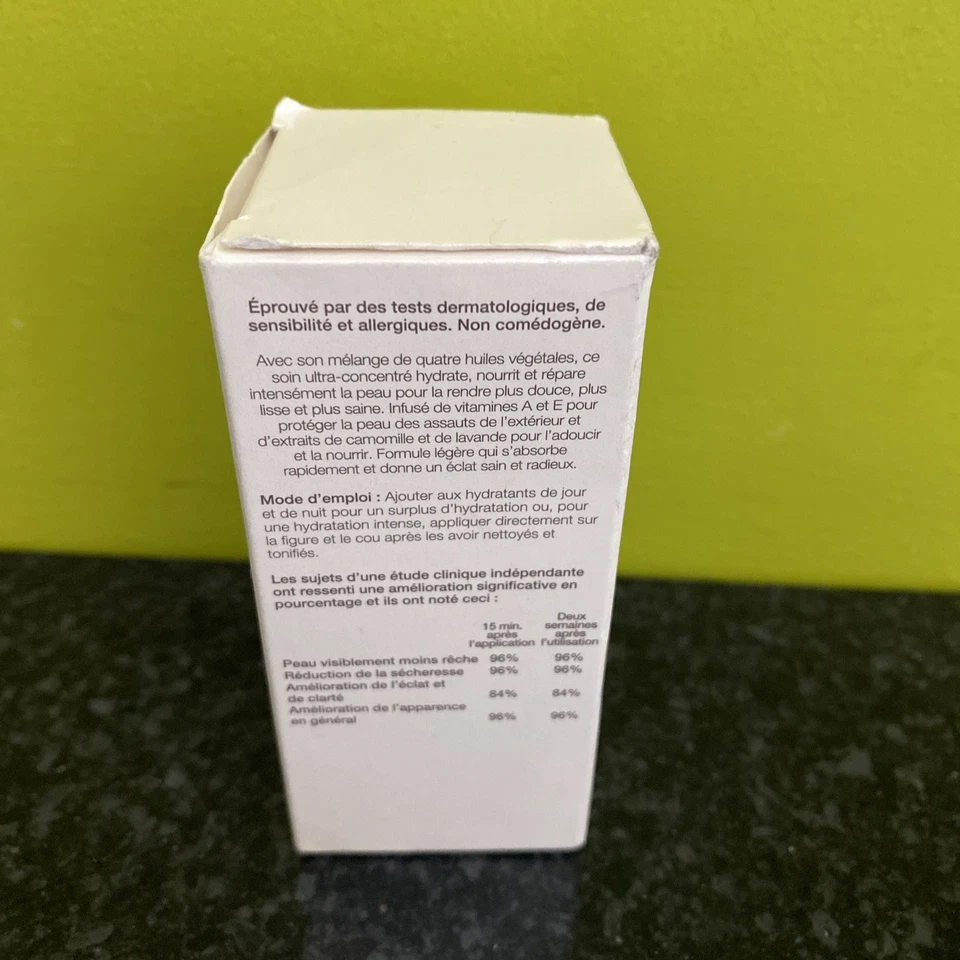 Éprouvé par des tests dermatologiques, de
sensibilité et allergiques. Non comédogène.
Avec son mélange de quatre huiles végétales, ce
soin ultra-concentré hydrate, nourrit et répare
intensément la peau pour la rendre plus douce, plus
lisse et plus saine. Infusé de vitamines A et E pour
protéger la peau des assauts de l'extérieur et
d'extraits de camomille et de lavande pour l'adoucir
et la nourrir. Formule légère qui s'absorbe
rapidement et donne un éclat sain et radieux.
Mode d'emploi : Ajouter aux hydratants de jour
et de nuit pour un surplus d'hydratation ou, pour
une hydratation intense, appliquer directement sur
la figure et le cou après les avoir nettoyés et
tonifiés.
Les sujets d'une étude clinique indépendante
ont ressenti une amélioration significative en
pourcentage et ils ont noté ceci :
15 min. après l'application
Deux semaines après l'utilisation
Peau visiblement moins rêche 96% 96%
Réduction de la sécheresse 96% 96%
Amélioration de l'éclat et
de clarté 84% 84%
Amélioration de l'apparence
en général 96% 96%